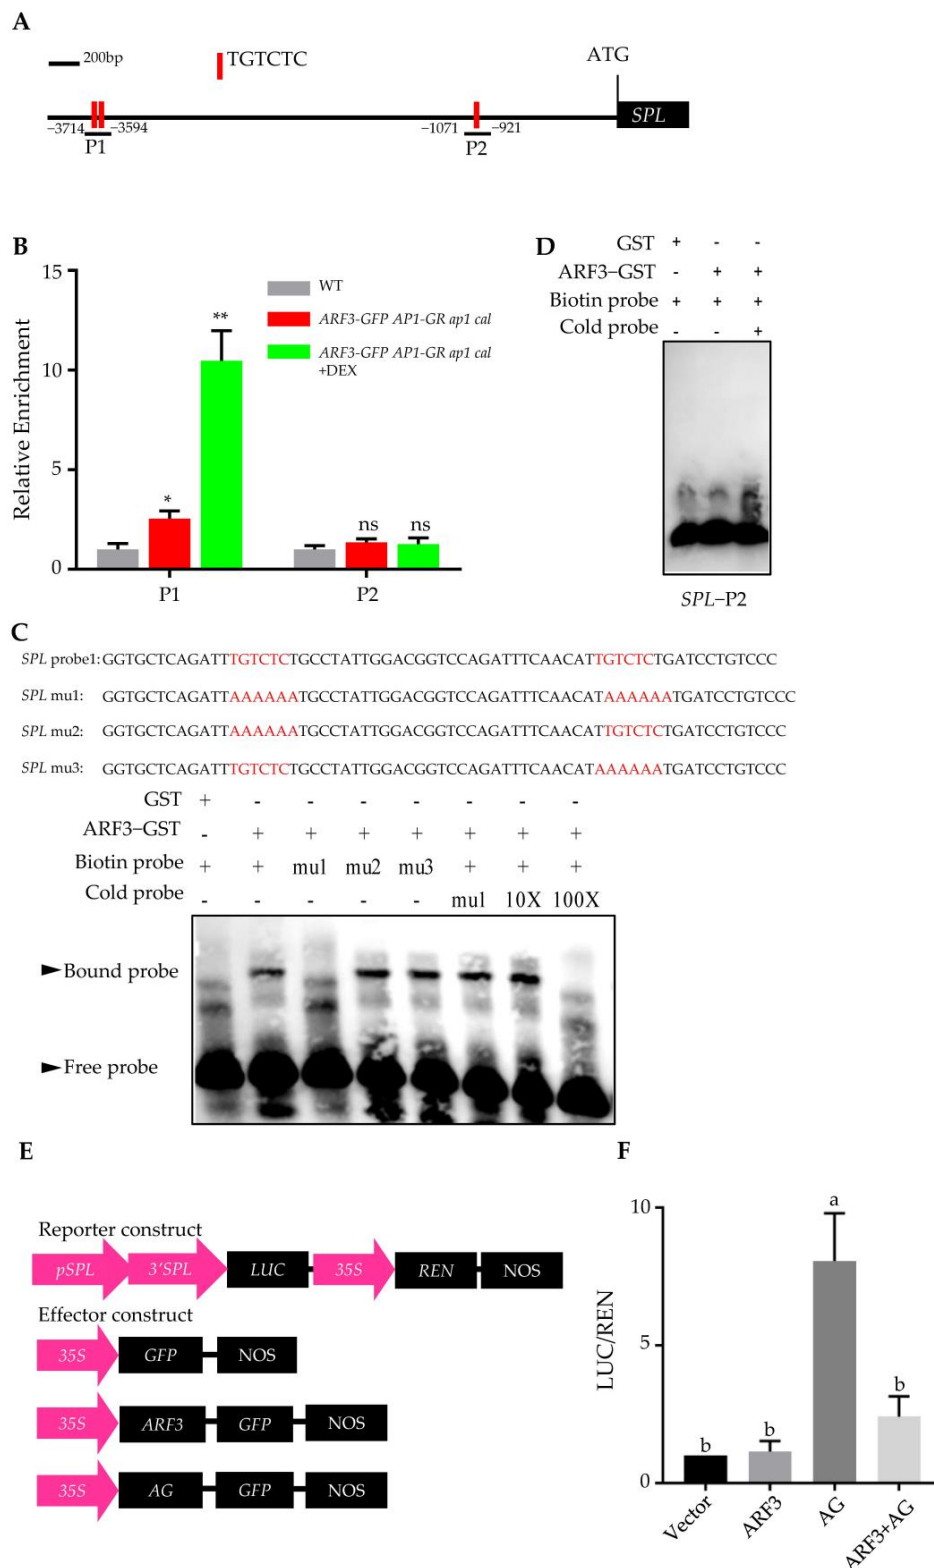 A
200bp
TGTCTC
ATG
SPL
−3714
−3594
−1071
−921
P1
P2
B
15
10
5
0
Relative Enrichment
WT
ARF3-GFP AP1-GR ap1 cal
ARF3-GFP AP1-GR ap1 cal
+DEX
*
**
ns
ns
P1
P2
D
GST + - -
ARF3−GST - + +
Biotin probe + + +
Cold probe - - +
SPL−P2
C
SPL probe1: GGTGCTCAGATTTGTCTCTGCCTATTGGACGGTCCAGATTTCAACATTGTCTCTGATCCTGTCCC
SPL mu1: GGTGCTCAGATTAAAAAATGCCTATTGGACGGTCCAGATTTCAACATAAAAAATGATCCTGTCCC
SPL mu2: GGTGCTCAGATTAAAAAATGCCTATTGGACGGTCCAGATTTCAACATTGTCTCTGATCCTGTCCC
SPL mu3: GGTGCTCAGATTTGTCTCTGCCTATTGGACGGTCCAGATTTCAACATAAAAAATGATCCTGTCCC
GST + - - - - - - -
ARF3−GST - + + + + + + +
Biotin probe + + mu1 mu2 mu3 + + +
Cold probe - - - - - mu1 10X 100X
Bound probe
Free probe
E
Reporter construct
pSPL 3'SPL LUC 35S REN NOS
Effector construct
35S GFP NOS
35S ARF3 GFP NOS
35S AG GFP NOS
F
10
5
0
LUC/REN
b
b
a
b
Vector
ARF3
AG
ARF3+AG